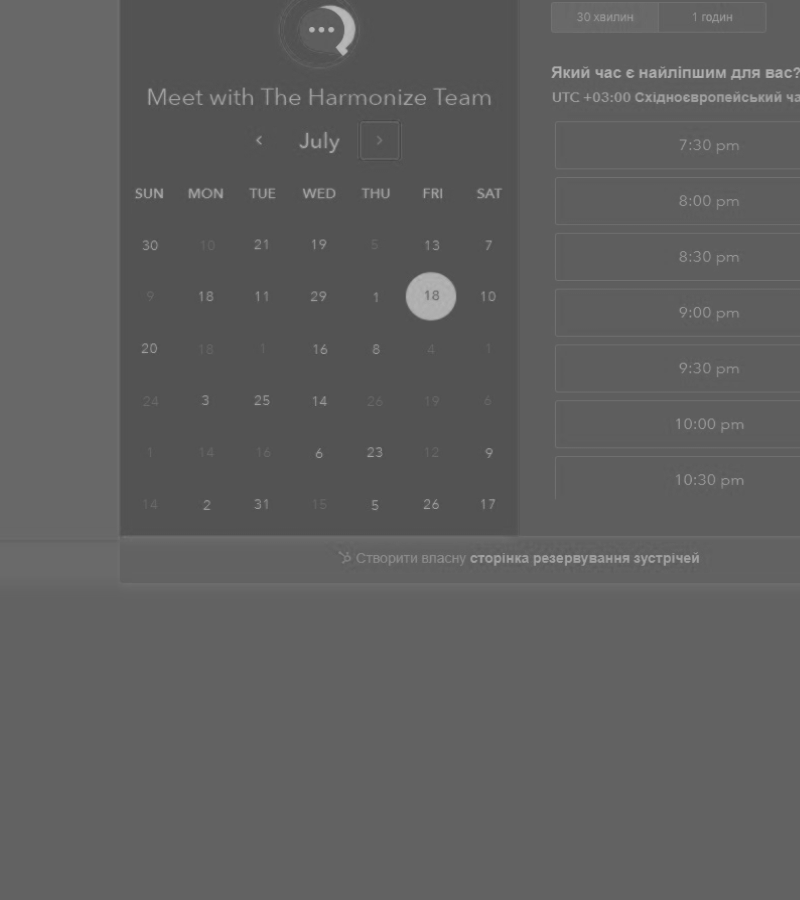 Meet with The Harmonize Team
July
SUN MON TUE WED THU FRI SAT
30 10 21 19 5 13 7
9 18 11 29 1 18 10
20 18 1 16 8 4 1
24 3 25 14 26 19 6
1 14 16 6 23 12 9
14 2 31 15 5 26 17
30 хвилин 1 годин
Який час є найліпшим для вас?
UTC +03:00 Східноєвропейський
7:30 pm
8:00 pm
8:30 pm
9:00 pm
9:30 pm
10:00 pm
10:30 pm
Створити власну сторінка резервування зустрічей